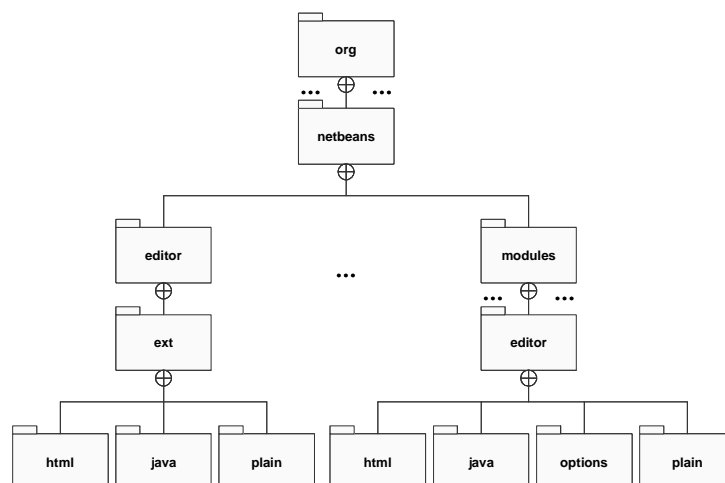 org
... ...
netbeans
editor
modules
...
... ...
ext
editor
html java plain html java options plain